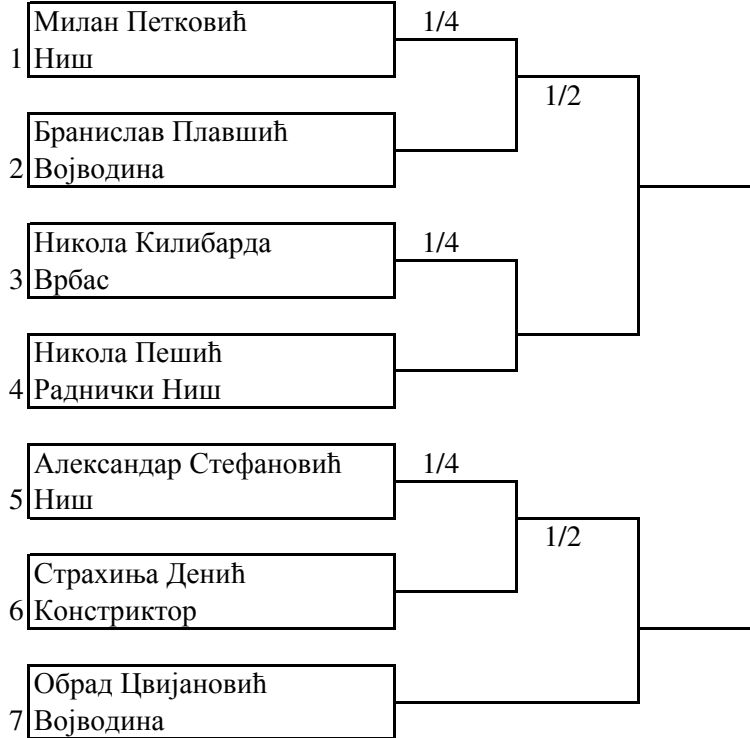 Милан Петковић
1/4
1 Ниш
1/2
Бранислав Плавшић
2 Војводина
Никола Килибарда
1/4
3 Врбас
Никола Пешић
4 Раднички Ниш
Александар Стефановић
1/4
5 Ниш
1/2
Страхиња Денић
6 Констриктор
Обрад Цвијановић
7 Војводина